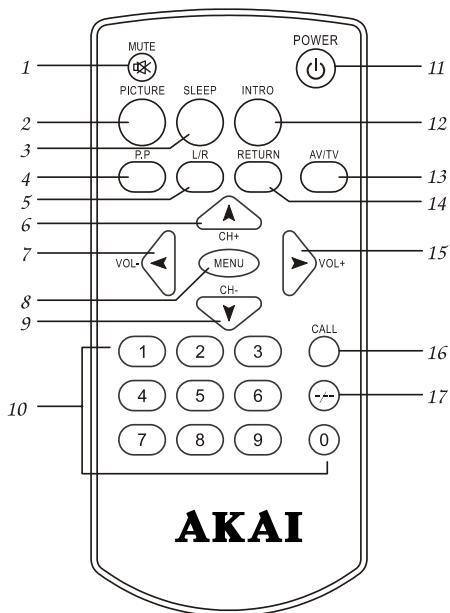 MUTE
POWER
1
11
PICTURE SLEEP INTRO
2
12
3
P.P L/R RETURN AV/TV
4
13
5
14
6
CH+
7
VOL-
VOL+
15
MENU
8
CH-
9
CALL
1 2 3
16
4 5 6 -/--
17
10
7 8 9 0
AKAI